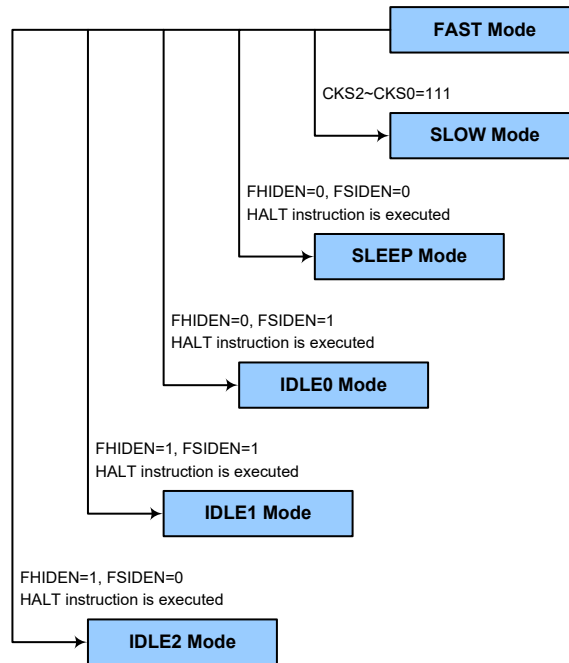 FAST Mode
CKS2~CKS0=111
SLOW Mode
FHIDEN=0, FSIDEN=0
HALT instruction is executed
SLEEP Mode
FHIDEN=0, FSIDEN=1
HALT instruction is executed
IDLE0 Mode
FHIDEN=1, FSIDEN=1
HALT instruction is executed
IDLE1 Mode
FHIDEN=1, FSIDEN=0
HALT instruction is executed
IDLE2 Mode